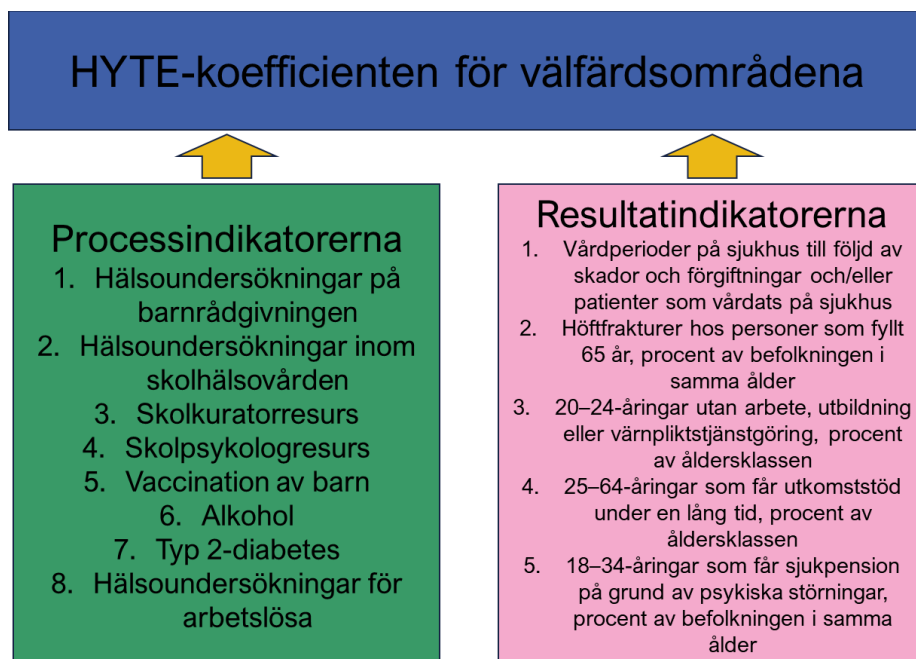 HYTE-koefficienten för välfärdsområdena
Processindikatorerna
1. Hälsoundersökningar på
barnrådgivningen
2. Hälsoundersökningar inom
skolhälsovården
3. Skolkuratorresurs
4. Skolpsykologresurs
5. Vaccination av barn
6. Alkohol
7. Typ 2-diabetes
8. Hälsoundersökningar för
arbetslösa
Resultatindikatorerna
1. Vårdperioder på sjukhus till följd av
skador och förgiftningar och/eller
patienter som vårdats på sjukhus
2. Höftfrakturer hos personer som fyllt
65 år, procent av befolkningen i
samma ålder
3. 20–24-åringar utan arbete, utbildning
eller värnpliktstjänstgöring, procent
av åldersklassen
4. 25–64-åringar som får utkomststöd
under en lång tid, procent av
åldersklassen
5. 18–34-åringar som får sjukpension
på grund av psykiska störningar,
procent av befolkningen i samma
ålder